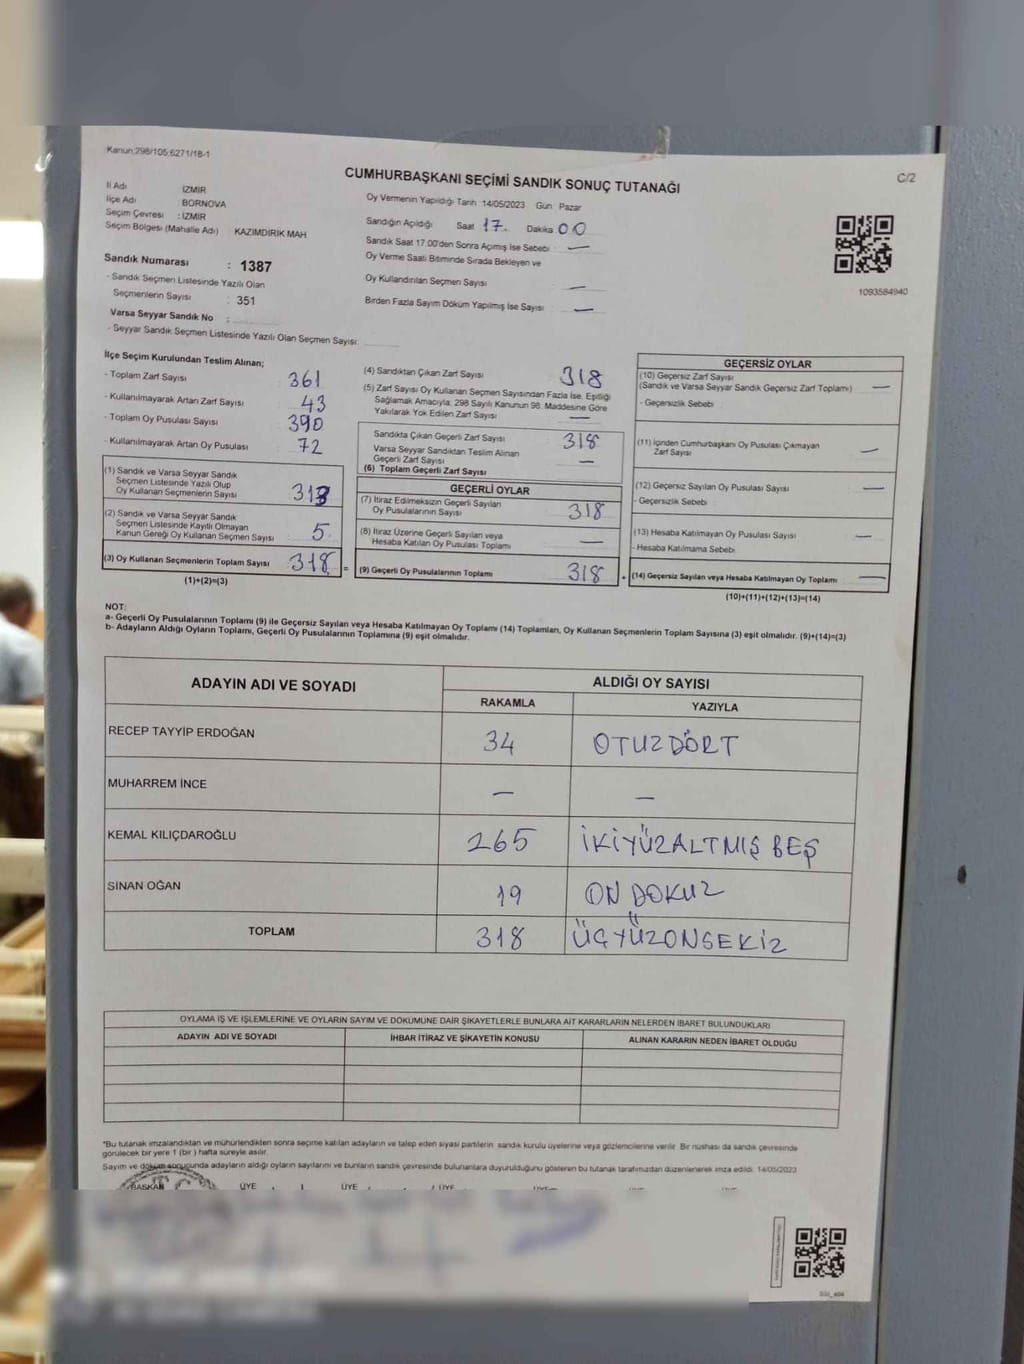 Kanun:298/105;6271/18-1
CUMHURBAŞKANI SEÇİMİ SANDIK SONUÇ TUTANAĞI
C/2
İl Adı İZMİR
İlçe Adı BORNOVA
Seçim Çevresi : İZMİR
Seçim Bölgesi (Mahalle Adı) KAZIMDİRİK MAH.
Oy Vermenin Yapıldığı Tarih 14/05/2023 Gün Pazar
Sandığın Açıldığı Saat 17. Dakika 00
Sandık Saat 17:00'den Sonra Açımış İse Sebebi : —
Oy Verme Saati Bitiminde Sırada Bekleyen ve
Oy Kullandırılan Seçmen Sayısı : —
Birden Fazla Sayım Döküm Yapılmış İse Sayısı : —
1093584940
Sandık Numarası : 1387
- Sandık Seçmen Listesinde Yazılı Olan
Seçmenlerin Sayısı : 351
Varsa Seyyar Sandık No :
- Seyyar Sandık Seçmen Listesinde Yazılı Olan Seçmen Sayısı:
İlçe Seçim Kurulundan Teslim Alınan;
- Toplam Zarf Sayısı 361
- Kullanılmayarak Artan Zarf Sayısı 43
- Toplam Oy Pusulası Sayısı 390
- Kullanılmayarak Artan Oy Pusulası 72
(1) Sandık ve Varsa Seyyar Sandık
Seçmen Listesinde Yazılı Olup
Oy Kullanan Seçmenlerin Sayısı 313
(2) Sandık ve Varsa Seyyar Sandık
Seçmen Listesinde Kayıtlı Olmayan
Kanun Gereği Oy Kullanan Seçmen Sayısı 5
(3) Oy Kullanan Seçmenlerin Toplam Sayısı 318 =
(1)+(2)=(3)
(4) Sandıktan Çıkan Zarf Sayısı 318
(5) Zarf Sayısı Oy Kullanan Seçmen Sayısından Fazla İse, Eşitliği
Sağlamak Amacıyla, 298 Sayılı Kanunun 98. Maddesine Göre
Yakılarak Yok Edilen Zarf Sayısı —
Sandıkta Çıkan Geçerli Zarf Sayısı 318
Varsa Seyyar Sandıktan Teslim Alınan
Geçerli Zarf Sayısı —
(6) Toplam Geçerli Zarf Sayısı
GEÇERLİ OYLAR
(7) İtiraz Edilmeksizin Geçerli Sayılan
Oy Pusulalarının Sayısı 318
(8) İtiraz Üzerine Geçerli Sayılan veya
Hesaba Katılan Oy Pusulası Toplamı —
(9) Geçerli Oy Pusulalarının Toplamı 318 +
GEÇERSİZ OYLAR
(10) Geçersiz Zarf Sayısı
(Sandık ve Varsa Seyyar Sandık Geçersiz Zarf Toplamı) —
- Geçersizlik Sebebi :
(11) İçinden Cumhurbaşkanı Oy Pusulası Çıkmayan
Zarf Sayısı —
(12) Geçersiz Sayılan Oy Pusulası Sayısı —
- Geçersizlik Sebebi :
(13) Hesaba Katılmayan Oy Pusulası Sayısı —
- Hesaba Katılmama Sebebi :
(14) Geçersiz Sayılan veya Hesaba Katılmayan Oy Toplamı —
(10)+(11)+(12)+(13)=(14)
NOT:
a- Geçerli Oy Pusulalarının Toplamı (9) ile Geçersiz Sayılan veya Hesaba Katılmayan Oy Toplamı (14) Toplamları, Oy Kullanan Seçmenlerin Toplam Sayısına (3) eşit olmalıdır. (9)+(14)=(3)
b- Adayların Aldığı Oyların Toplamı, Geçerli Oy Pusulalarının Toplamına (9) eşit olmalıdır.
ADAYIN ADI VE SOYADI ALDIĞI OY SAYISI
RAKAMLA YAZIYLA
RECEP TAYYİP ERDOĞAN 34 OTUZDÖRT
MUHARREM İNCE — —
KEMAL KILIÇDAROĞLU 265 İKİYÜZALTMIŞ BEŞ
SİNAN OĞAN 19 ON DOKUZ
TOPLAM 318 ÜÇYÜZONSEKİZ
OYLAMA İŞ VE İŞLEMLERİNE VE OYLARIN SAYIM VE DÖKÜMÜNE DAİR ŞİKAYETLERLE BUNLARA AİT KARARLARIN NELERDEN İBARET BULUNDUKLARI
ADAYIN ADI VE SOYADI İHBAR İTİRAZ VE ŞİKAYETİN KONUSU ALINAN KARARIN NEDEN İBARET OLDUĞU
*Bu tutanak imzalandıktan ve mühürlendikten sonra seçime katılan adayların ve talep eden siyasi partilerin sandık kurulu üyelerine veya gözlemcilerine verilir. Bir nüshası da sandık çevresinde
görülecek bir yere 1 (bir) hafta süreyle asılır.
Sayım ve döküm sonucunda adayların aldığı oyların sayılarını ve bunların sandık çevresinde bulunanlara duyurulduğunu gösteren bu tutanak tarafımızdan düzenlenerek imza edildi. 14/05/2023
BAŞKAN ÜYE ÜYE ÜYE